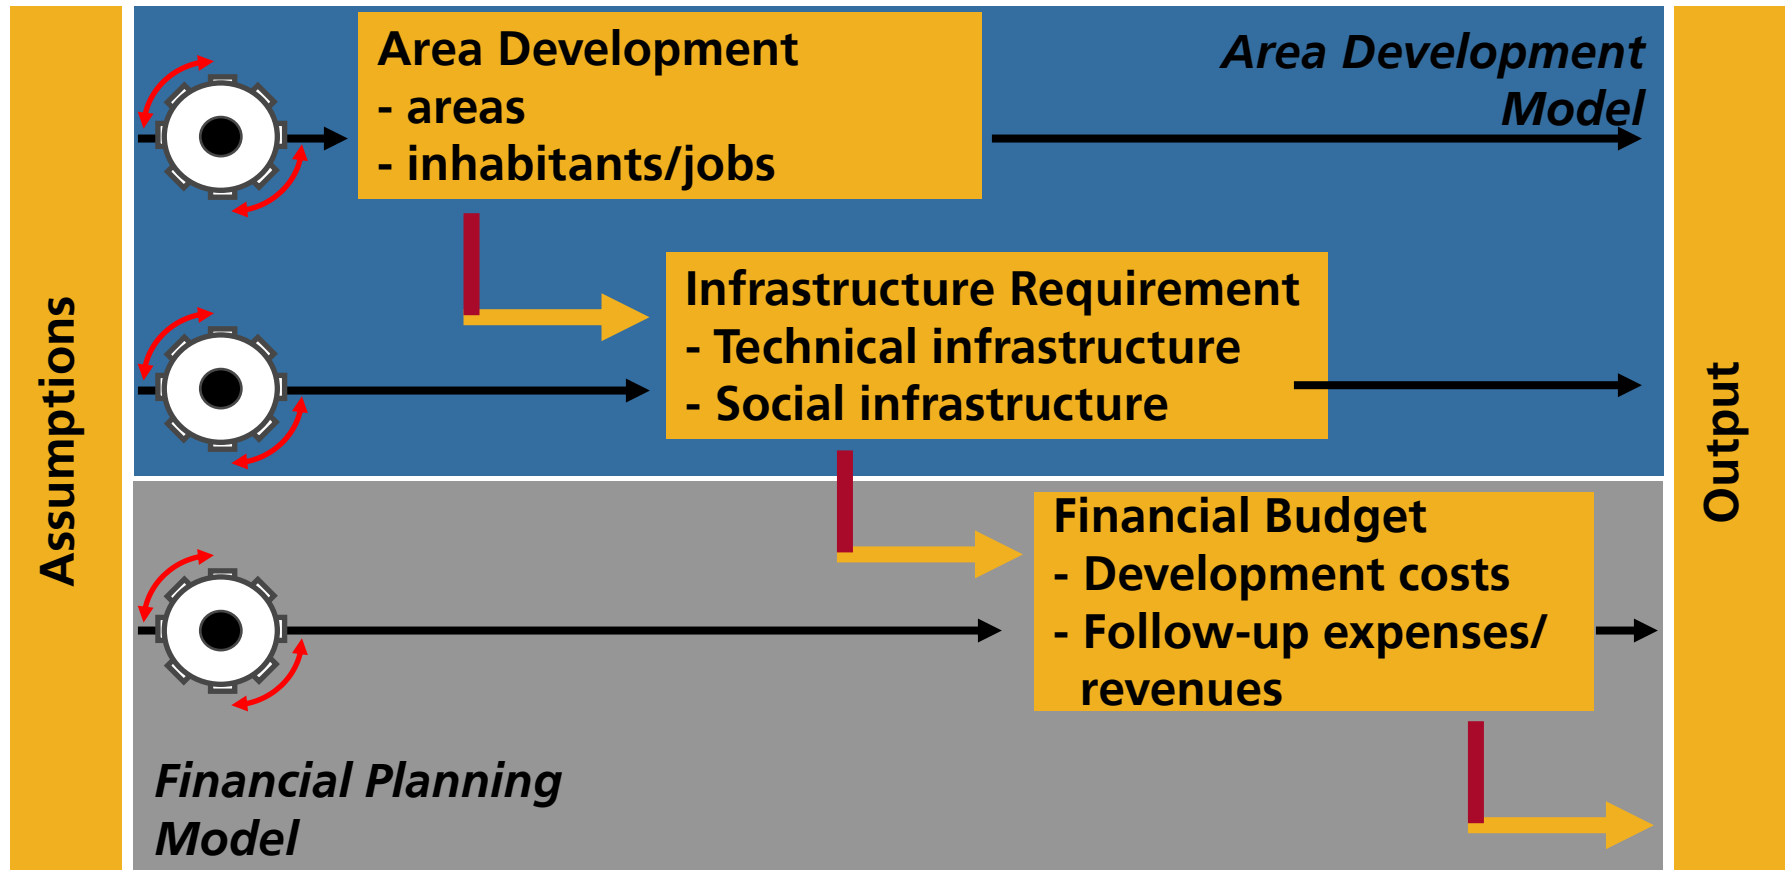 Assumptions
Area Development
- areas
- inhabitants/jobs
Area Development
Model
Infrastructure Requirement
- Technical infrastructure
- Social infrastructure
Financial Budget
- Development costs
- Follow-up expenses/
revenues
Financial Planning
Model
Output